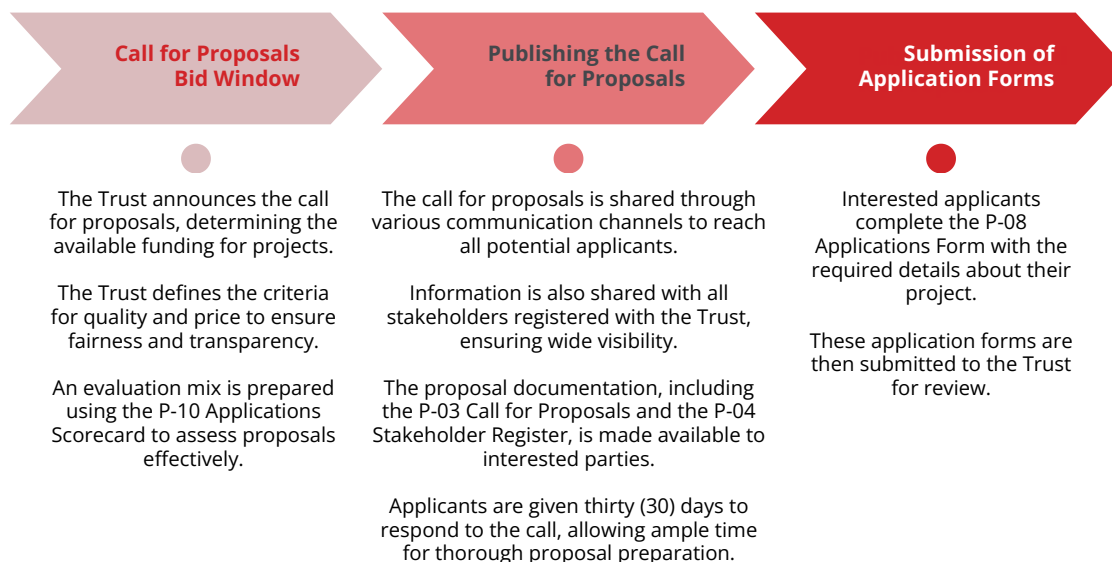 Call for Proposals
Bid Window
The Trust announces the call
for proposals, determining the
available funding for projects.
The Trust defines the criteria
for quality and price to ensure
fairness and transparency.
An evaluation mix is prepared
using the P-10 Applications
Scorecard to assess proposals
effectively.
Publishing the Call
for Proposals
The call for proposals is shared through
various communication channels to reach
all potential applicants.
Information is also shared with all
stakeholders registered with the Trust,
ensuring wide visibility.
The proposal documentation, including
the P-03 Call for Proposals and the P-04
Stakeholder Register, is made available to
interested parties.
Applicants are given thirty (30) days to
respond to the call, allowing ample time
for thorough proposal preparation.
Submission of
Application Forms
Interested applicants
complete the P-08
Applications Form with the
required details about their
project.
These application forms are
then submitted to the Trust
for review.